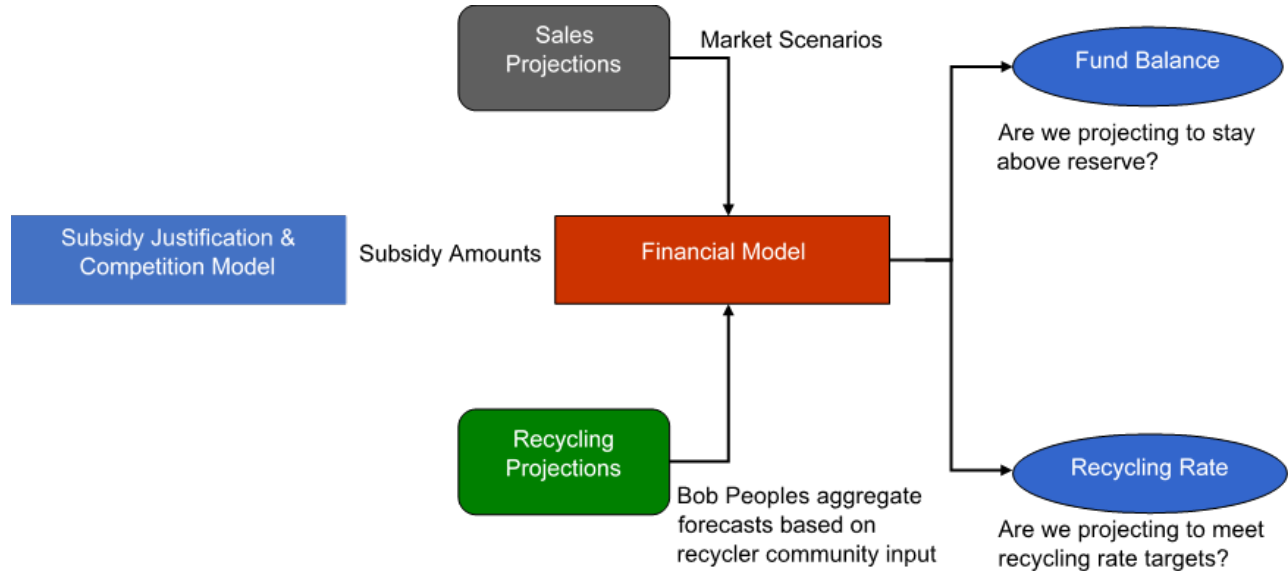 Sales
Projections
Market Scenarios
Fund Balance
Are we projecting to stay
above reserve?
Subsidy Justification &
Competition Model
Subsidy Amounts
Financial Model
Recycling
Projections
Bob Peoples aggregate
forecasts based on
recycler community input
Recycling Rate
Are we projecting to meet
recycling rate targets?